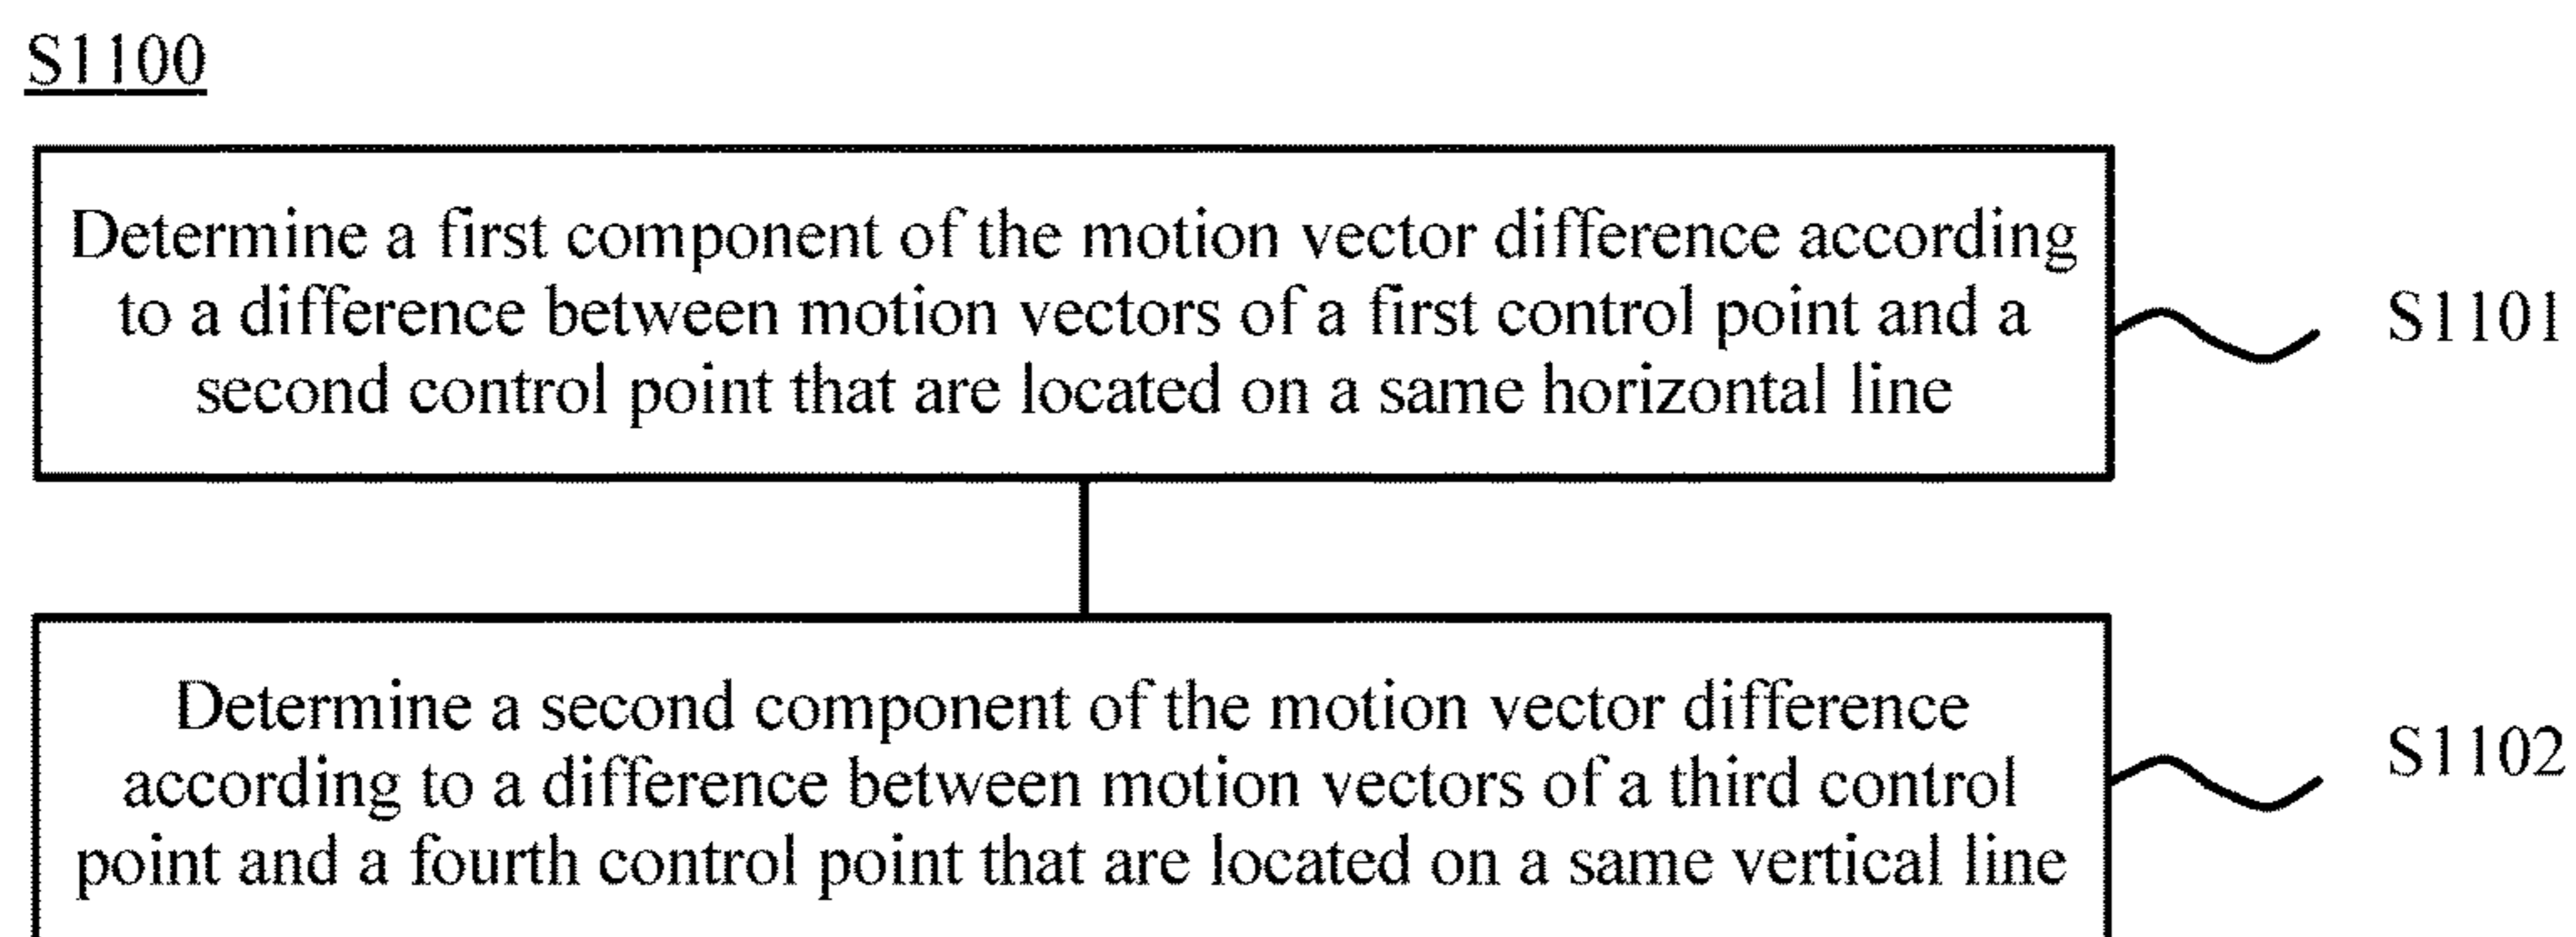 S1100
Determine a first component of the motion vector difference according
to a difference between motion vectors of a first control point and a
second control point that are located on a same horizontal line
S1101
Determine a second component of the motion vector difference
according to a difference between motion vectors of a third control
point and a fourth control point that are located on a same vertical line
S1102